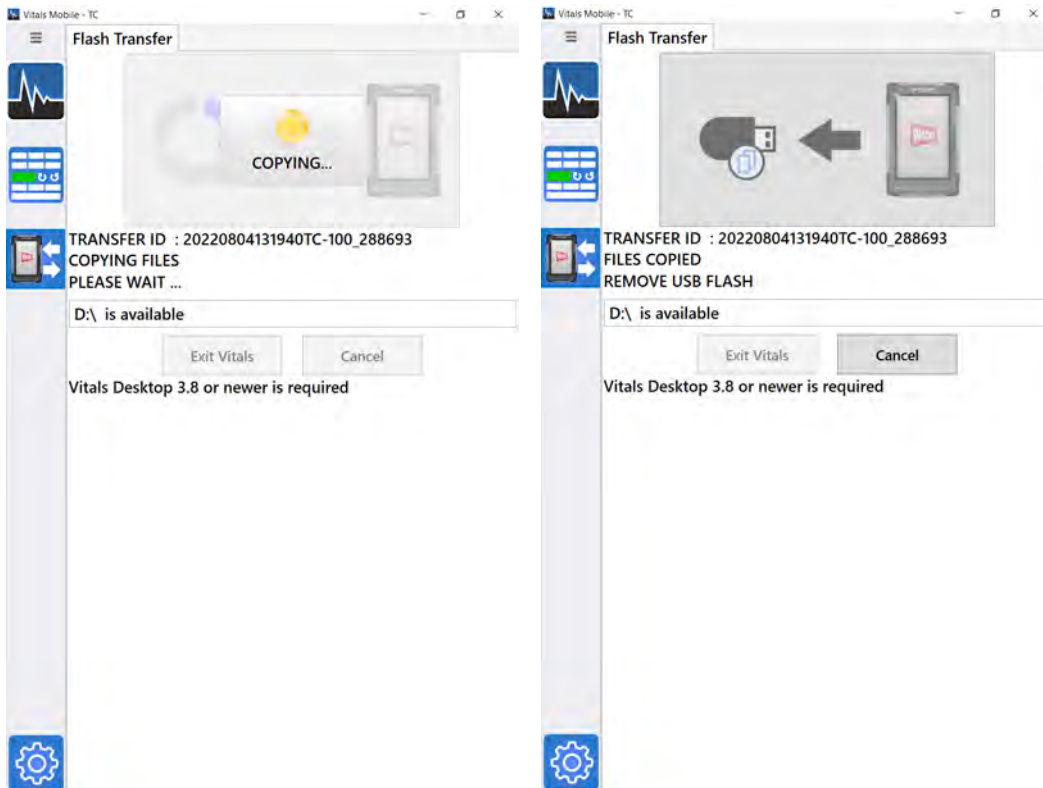 Vitals Mobile - TC
Flash Transfer
COPYING...
TRANSFER ID : 20220804131940TC-100_288693
COPYING FILES
PLEASE WAIT ...
D:\ is available
Exit Vitals Cancel
Vitals Desktop 3.8 or newer is required
Vitals Mobile - TC
Flash Transfer
TRANSFER ID : 20220804131940TC-100_288693
FILES COPIED
REMOVE USB FLASH
D:\ is available
Exit Vitals Cancel
Vitals Desktop 3.8 or newer is required